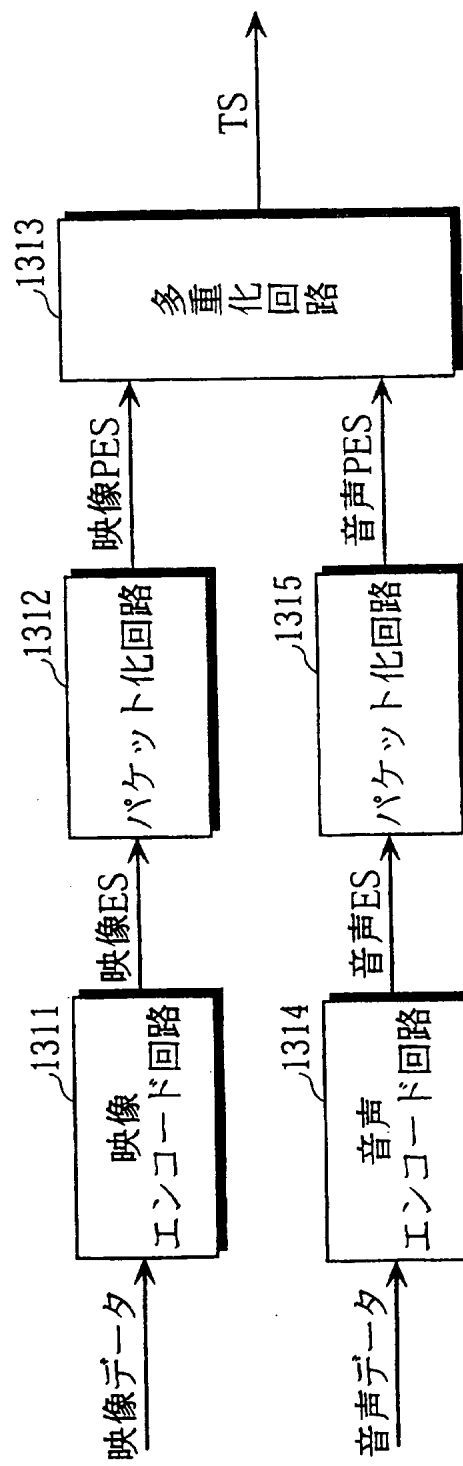 映像データ
1311
映像
エンコード回路
映像ES
1312
パケット化回路
映像PES
1313
多重化回路
TS
音声データ
1314
音声
エンコード回路
音声ES
1315
パケット化回路
音声PES